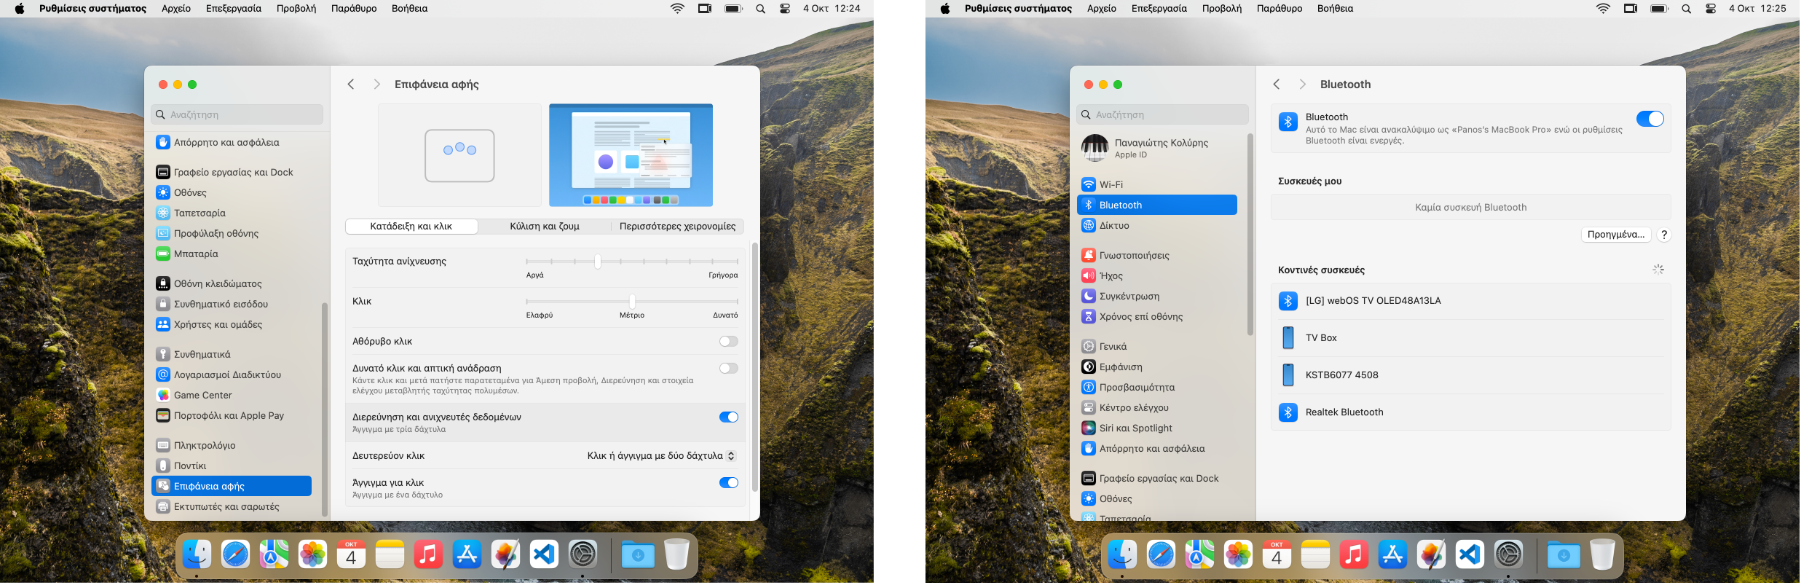 Ρυθμίσεις συστήματος Αρχείο Επεξεργασία Προβολή Παράθυρο Βοήθεια 4 Οκτ 12:24
Αναζήτηση
Απόρρητο και ασφάλεια
Γραφείο εργασίας και Dock
Οθόνες
Ταπετσαρία
Προφύλαξη οθόνης
Μπαταρία
Οθόνη κλειδώματος
Συνθηματικό εισόδου
Χρήστες και ομάδες
Συνθηματικά
Λογαριασμοί Διαδικτύου
Game Center
Πορτοφόλι και Apple Pay
Πληκτρολόγιο
Ποντίκι
Επιφάνεια αφής
Εκτυπωτές και σαρωτές
Επιφάνεια αφής
Κατάδειξη και κλικ Κύλιση και ζουμ Περισσότερες χειρονομίες
Ταχύτητα ανίχνευσης
Αργά Γρήγορα
Κλικ
Ελαφρύ Μέτριο Δυνατό
Αθόρυβο κλικ
Δυνατό κλικ και απτική ανάδραση
Κάντε κλικ και μετά πατήστε παρατεταμένα για Άμεση προβολή, Διερεύνηση και στοιχεία
ελέγχου μεταβλητής ταχύτητας πολυμέσων.
Διερεύνηση και ανιχνευτές δεδομένων
Άγγιγμα με τρία δάχτυλα
Δευτερεύον κλικ Κλικ ή άγγιγμα με δύο δάχτυλα
Άγγιγμα για κλικ
Άγγιγμα με ένα δάχτυλο
ΟΚΤ
4
Ρυθμίσεις συστήματος Αρχείο Επεξεργασία Προβολή Παράθυρο Βοήθεια 4 Οκτ 12:25
Αναζήτηση
Παναγιώτης Κολύρης
Apple ID
Wi-Fi
Bluetooth
Δίκτυο
Γνωστοποιήσεις
Ήχος
Συγκέντρωση
Χρόνος επί οθόνης
Γενικά
Εμφάνιση
Προσβασιμότητα
Κέντρο ελέγχου
Siri και Spotlight
Απόρρητο και ασφάλεια
Γραφείο εργασίας και Dock
Οθόνες
Ταπετσαρία
Bluetooth
Bluetooth
Αυτό το Mac είναι ανακαλύψιμο ως «Panos's MacBook Pro» ενώ οι ρυθμίσεις
Bluetooth είναι ενεργές.
Συσκευές μου
Καμία συσκευή Bluetooth
Προηγμένα... ?
Κοντινές συσκευές
[LG] webOS TV OLED48A13LA
TV Box
KSTB6077 4508
Realtek Bluetooth
ΟΚΤ
4